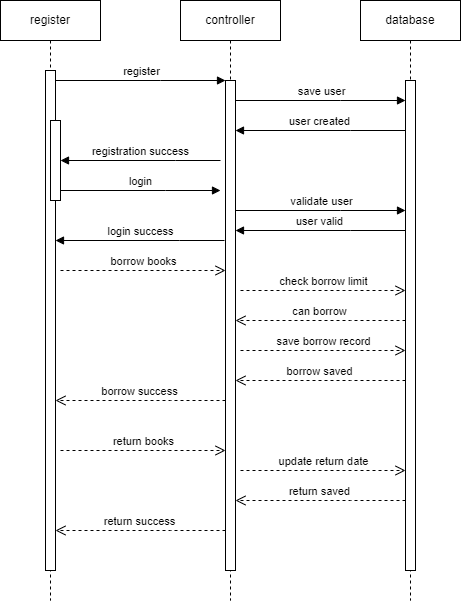 register
controller
database
register
save user
user created
registration success
login
validate user
user valid
login success
borrow books
check borrow limit
can borrow
save borrow record
borrow saved
borrow success
return books
update return date
return saved
return success